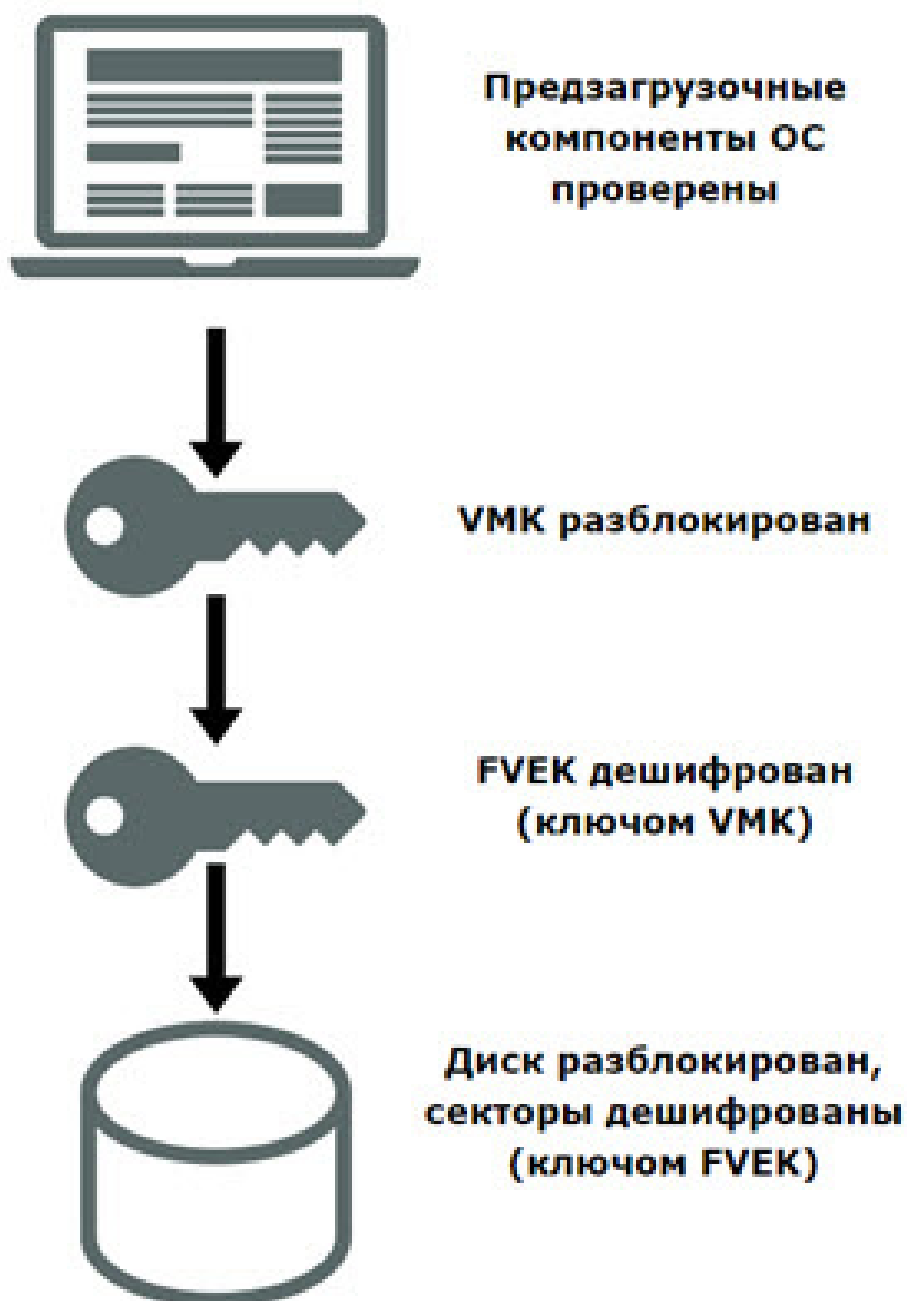 Предзагрузочные
компоненты ОС
проверены
VMK разблокирован
FVEK дешифрован
(ключом VMK)
Диск разблокирован,
секторы дешифрованы
(ключом FVEK)